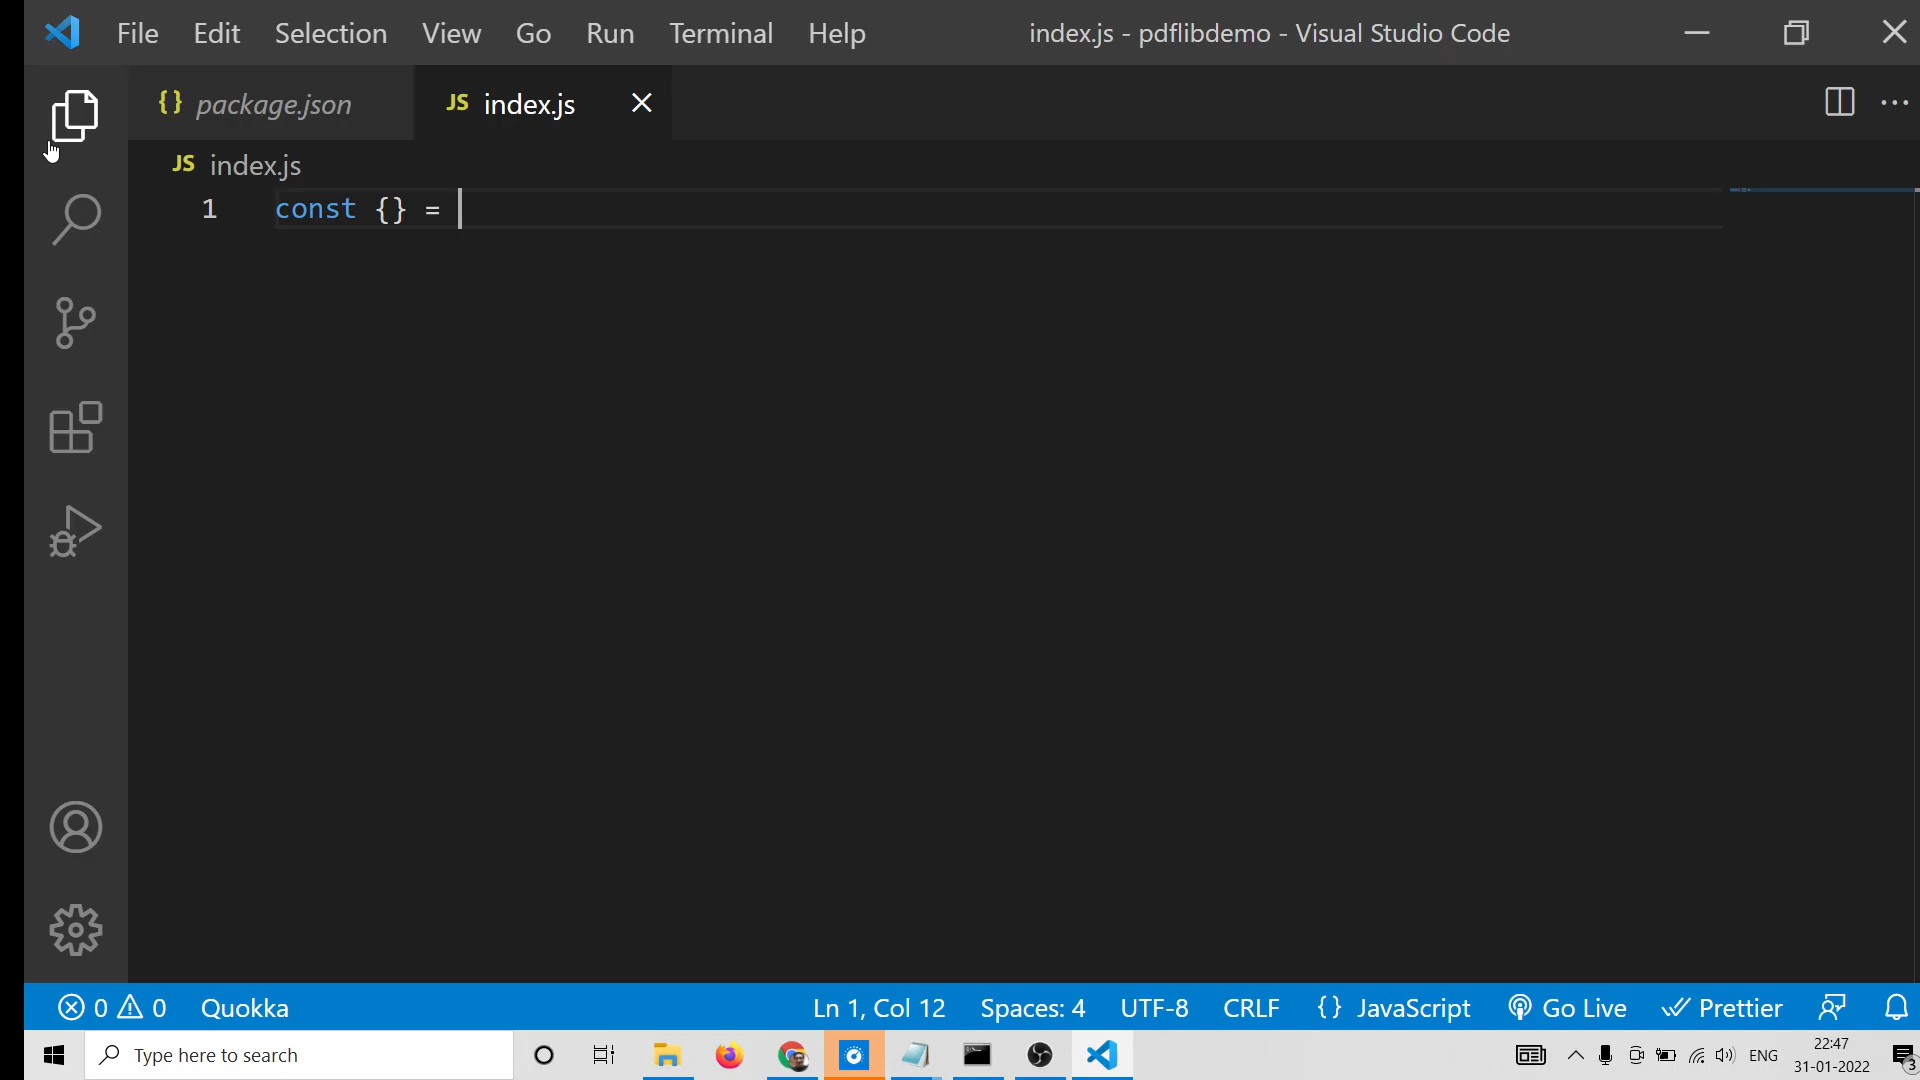 File Edit Selection View Go Run Terminal Help index.js - pdflibdemo - Visual Studio Code
{} package.json JS index.js
JS index.js
1 const {} =
0 0 Quokka Ln 1, Col 12 Spaces: 4 UTF-8 CRLF {} JavaScript Go Live Prettier
Type here to search ENG 22:47
31-01-2022 3